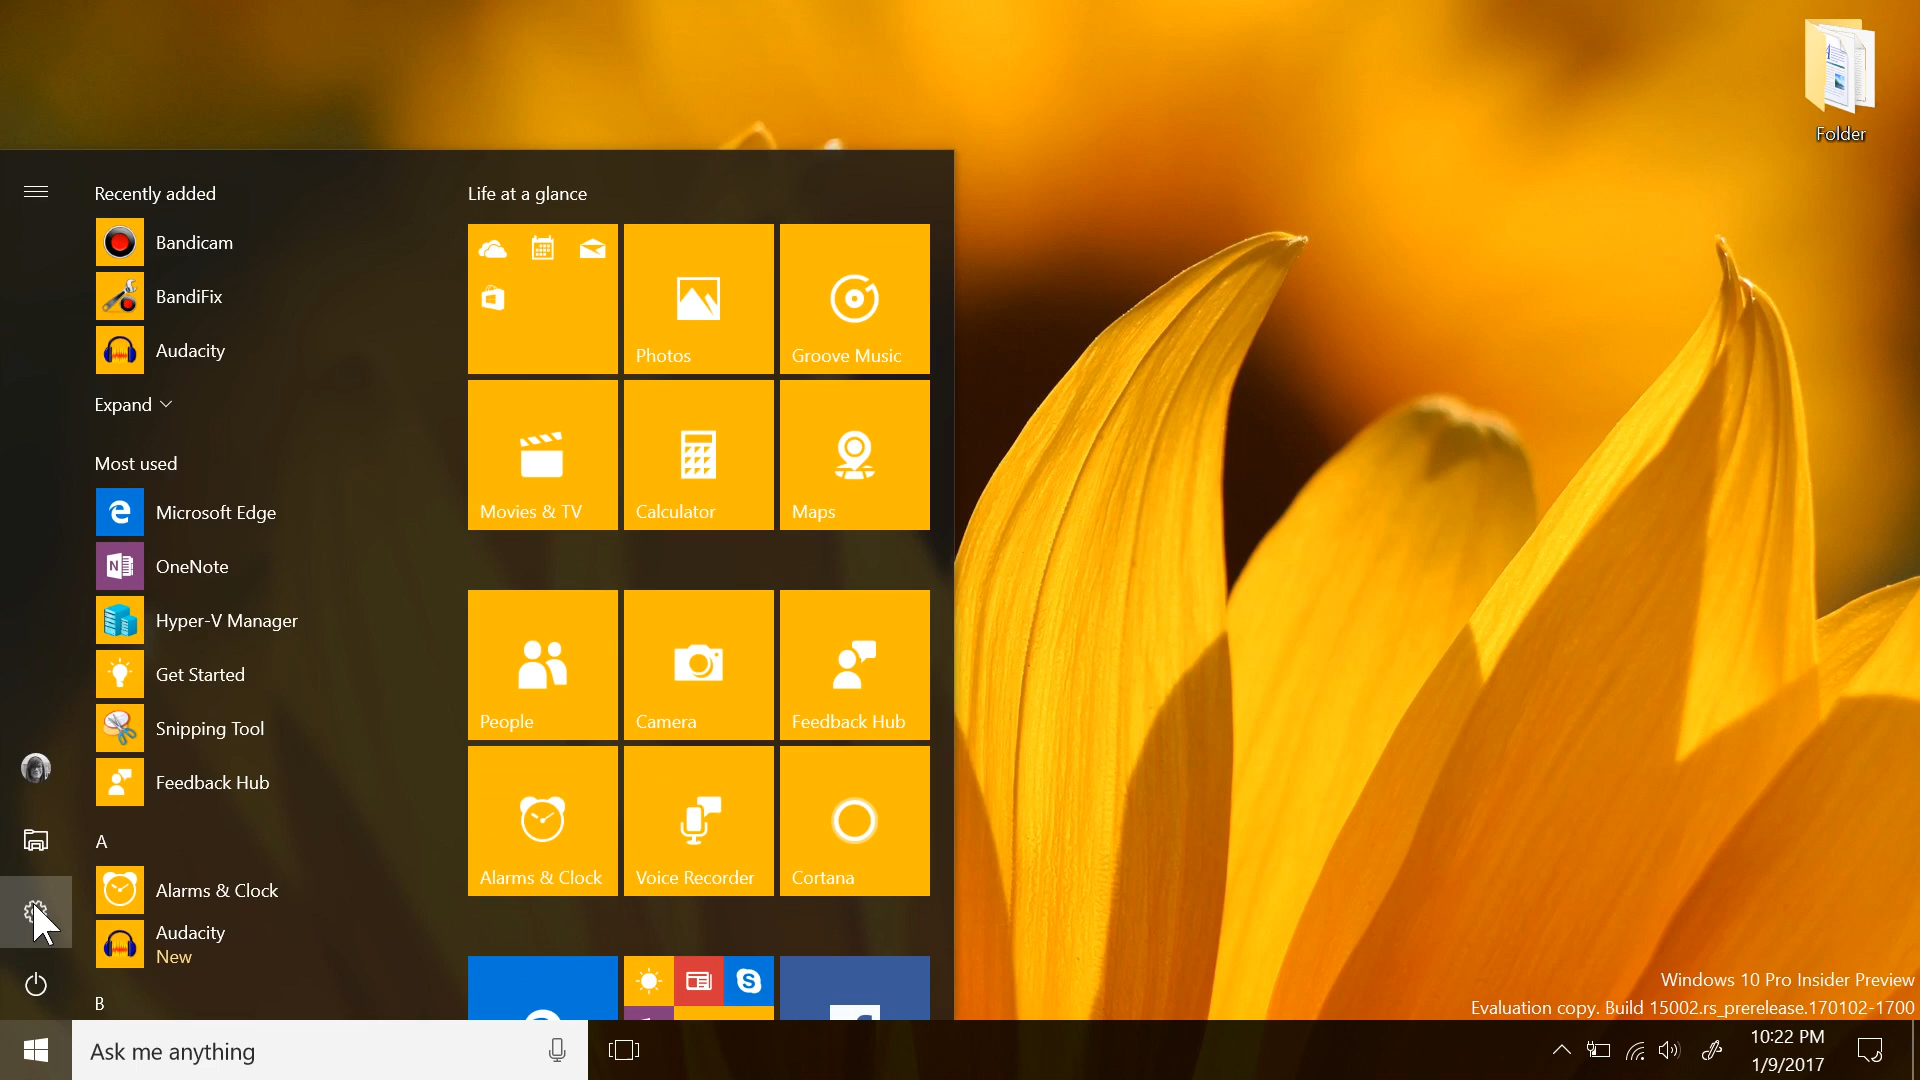 Folder
Recently added
Bandicam
BandiFix
Audacity
Expand
Most used
Microsoft Edge
OneNote
Hyper-V Manager
Get Started
Snipping Tool
Feedback Hub
A
Alarms & Clock
Audacity
New
B
Life at a glance
Photos
Groove Music
Movies & TV
Calculator
Maps
People
Camera
Feedback Hub
Alarms & Clock
Voice Recorder
Cortana
Windows 10 Pro Insider Preview
Evaluation copy. Build 15002.rs_prerelease.170102-1700
Ask me anything
10:22 PM
1/9/2017